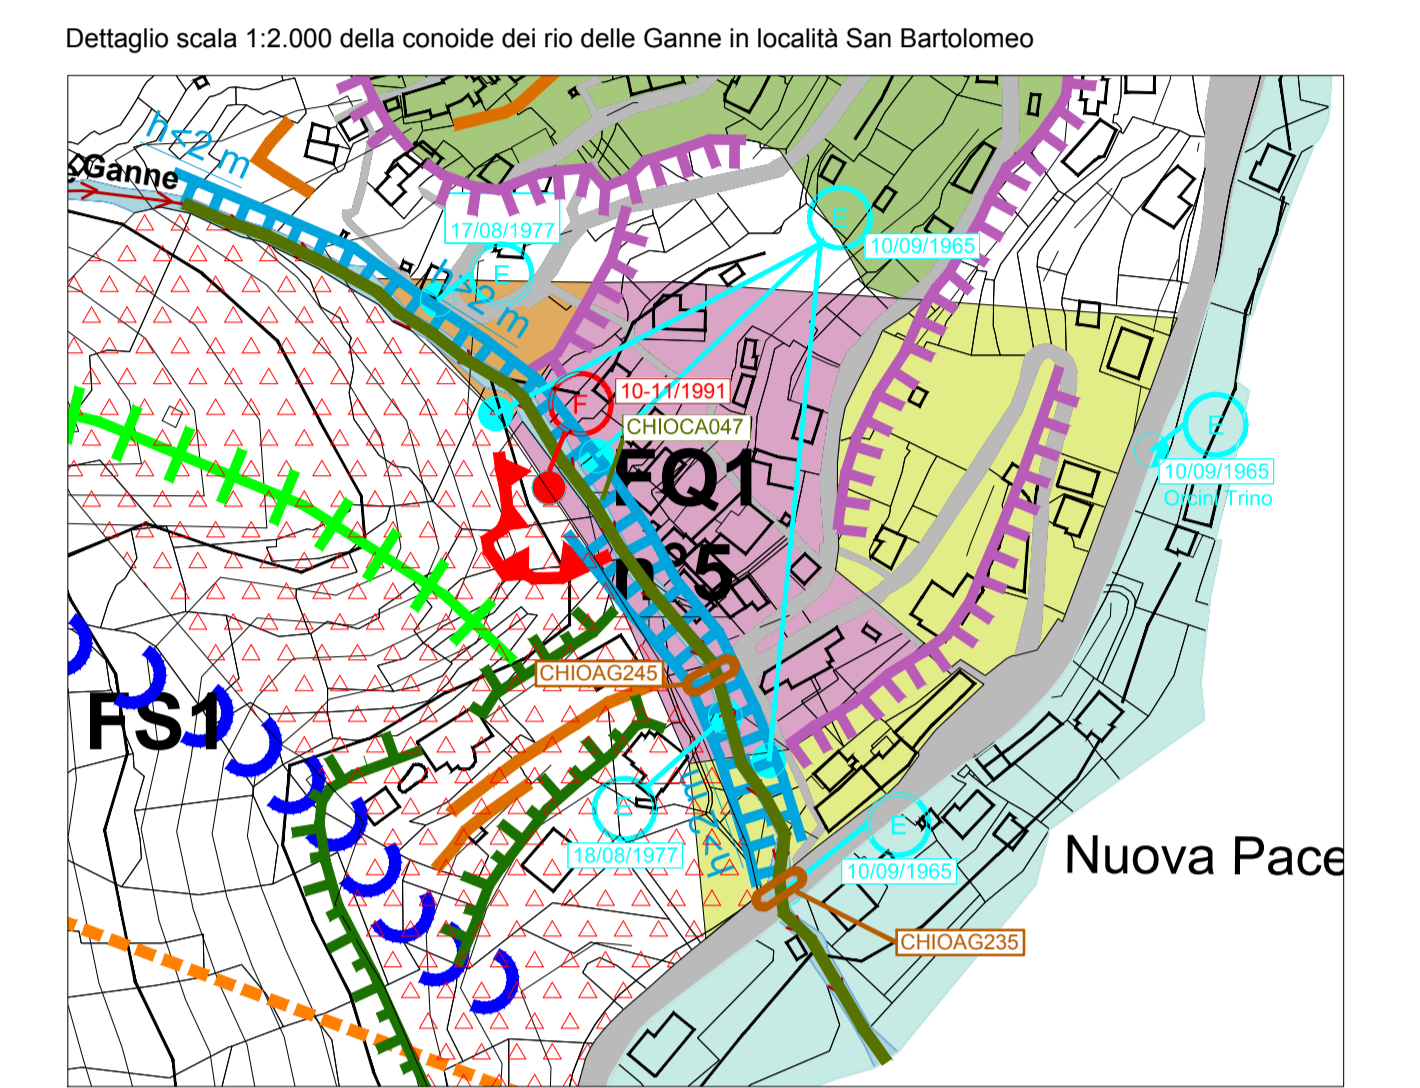 Dettaglio scala 1:2.000 della conoide dei rio delle Ganne in località San Bartolomeo
h<2 m
Ganne
17/08/1977
E
E
10/09/1965
h<2 m
10-11/1991
F
CHIOCA047
E
10/09/1965
Orcini Trino
FQ1
n°5
CHIOAG245
FS1
E
18/08/1977
h<2 m
E
10/09/1965
Nuova Pace
CHIOAG235